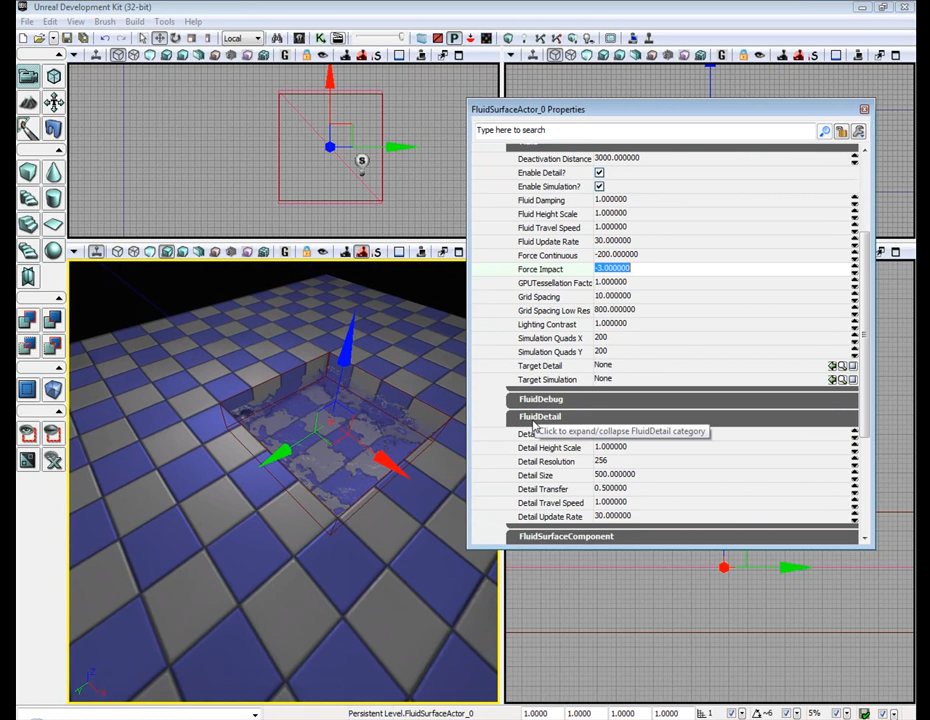 Unreal Development Kit (32-bit)
File Edit View Brush Build Tools Help
Local
P
G S
G S
G S
G S
FluidSurfaceActor_0 Properties
Type here to search
Deactivation Distance 3000.000000
Enable Detail?
Enable Simulation?
Fluid Damping 1.000000
Fluid Height Scale 1.000000
Fluid Travel Speed 1.000000
Fluid Update Rate 30.000000
Force Continuous -200.000000
Force Impact -3.000000
GPUTessellation Facto 1.000000
Grid Spacing 10.000000
Grid Spacing Low Res 800.000000
Lighting Contrast 1.000000
Simulation Quads X 200
Simulation Quads Y 200
Target Detail None
Target Simulation None
FluidDebug
FluidDetail
Click to expand/collapse FluidDetail category
Detail Height Scale 1.000000
Detail Resolution 256
Detail Size 500.000000
Detail Transfer 0.500000
Detail Travel Speed 1.000000
Detail Update Rate 30.000000
FluidSurfaceComponent
S
Z
Y X
Persistent Level.FluidSurfaceActor_0 1.0000 1.0000 1.0000 1.0000 1 ~6 5%